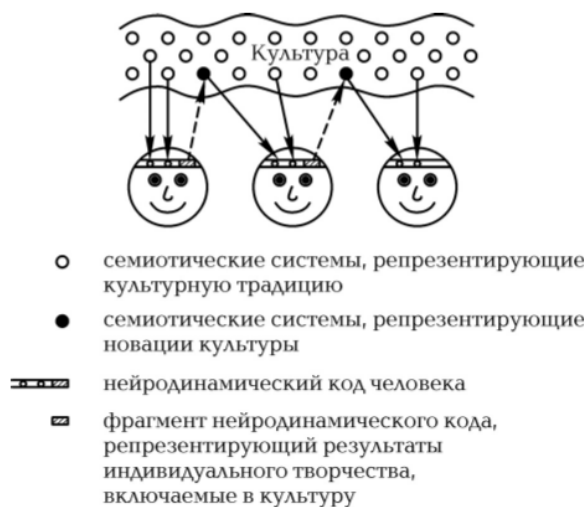 Культура
семиотические системы, репрезентирующие
культурную традицию
семиотические системы, репрезентирующие
новации культуры
нейродинамический код человека
фрагмент нейродинамического кода,
репрезентирующий результаты
индивидуального творчества,
включаемые в культуру